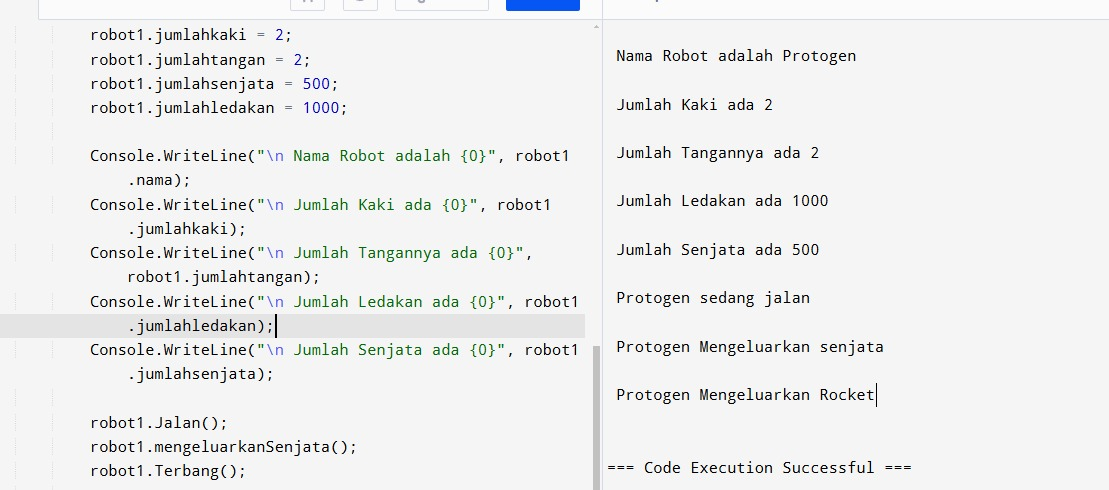 robot1.jumlahkaki = 2;
robot1.jumlahtangan = 2;
robot1.jumlahsenjata = 500;
robot1.jumlahledakan = 1000;
Console.WriteLine("\n Nama Robot adalah {0}", robot1
.nama);
Console.WriteLine("\n Jumlah Kaki ada {0}", robot1
.jumlahkaki);
Console.WriteLine("\n Jumlah Tangannya ada {0}",
robot1.jumlahtangan);
Console.WriteLine("\n Jumlah Ledakan ada {0}", robot1
.jumlahledakan);
Console.WriteLine("\n Jumlah Senjata ada {0}", robot1
.jumlahsenjata);
robot1.Jalan();
robot1.mengeluarkanSenjata();
robot1.Terbang();
Nama Robot adalah Protogen
Jumlah Kaki ada 2
Jumlah Tangannya ada 2
Jumlah Ledakan ada 1000
Jumlah Senjata ada 500
Protogen sedang jalan
Protogen Mengeluarkan senjata
Protogen Mengeluarkan Rocket
=== Code Execution Successful ===